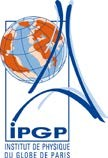 iPGP
INSTITUT DE PHYSIQUE
DU GLOBE DE PARIS